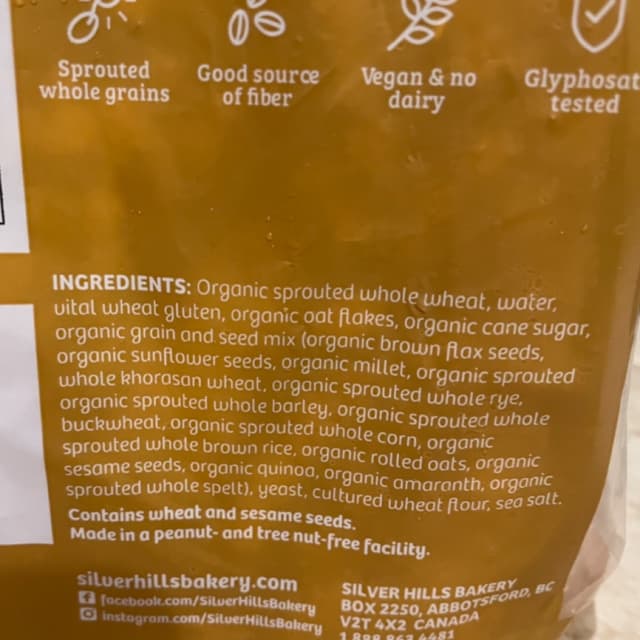 Sprouted
whole grains
Good source
of fiber
Vegan & no
dairy
Glyphosat
tested
INGREDIENTS: Organic sprouted whole wheat, water,
vital wheat gluten, organic oat flakes, organic cane sugar,
organic grain and seed mix (organic brown flax seeds,
organic sunflower seeds, organic millet, organic sprouted
whole khorasan wheat, organic sprouted whole rye,
organic sprouted whole barley, organic sprouted whole
buckwheat, organic sprouted whole corn, organic
sprouted whole brown rice, organic rolled oats, organic
sesame seeds, organic quinoa, organic amaranth, organic
sprouted whole spelt), yeast, cultured wheat flour, sea salt.
Contains wheat and sesame seeds.
Made in a peanut- and tree nut-free facility.
silverhillsbakery.com
facebook.com/SilverHillsBakery
instagram.com/SilverHillsBakery
SILVER HILLS BAKERY
BOX 2250, ABBOTSFORD, BC
V2T 4X2 CANADA